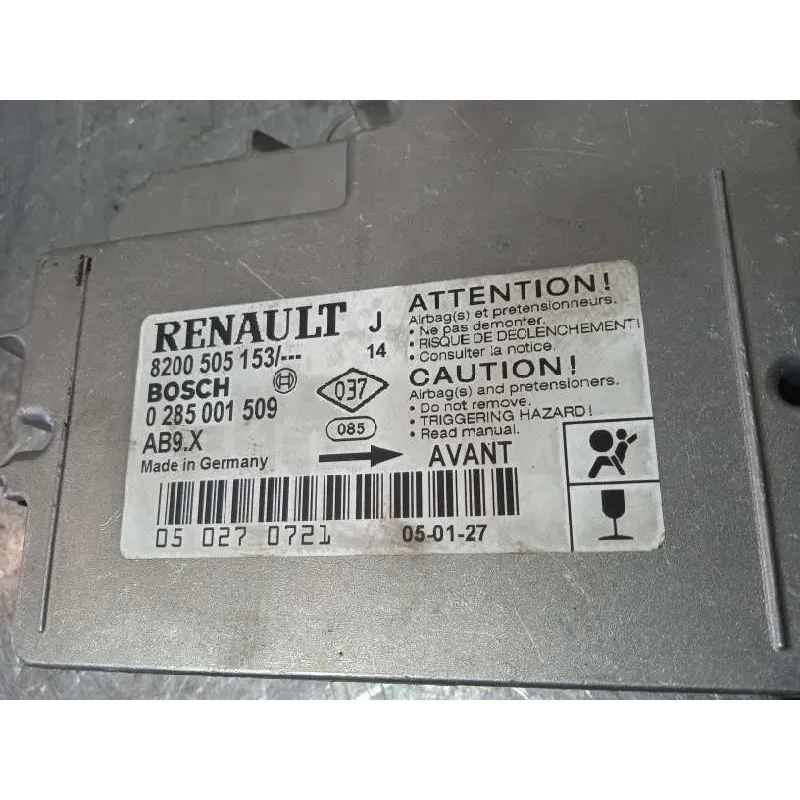 RENAULT J
8200 505 153/--- 14
BOSCH
0 285 001 509
AB9.X
Made in Germany
037
085
AVANT
05 027 0721
05-01-27
ATTENTION!
Airbag(s) et pretensionneurs.
• Ne pas demonter.
• RISQUE DE DECLENCHEMENT!
• Consulter la notice.
CAUTION!
Airbag(s) and pretensioners.
• Do not remove.
• TRIGGERING HAZARD!
• Read manual.